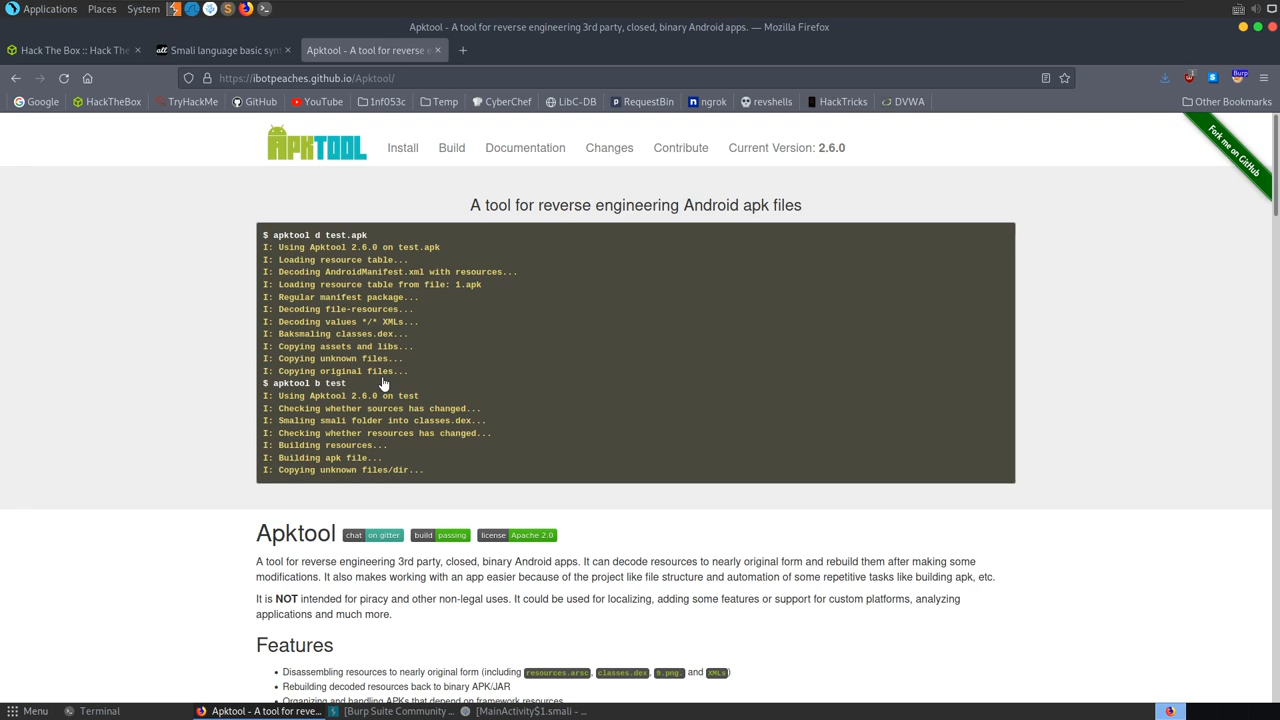 Applications Places System
Apktool - A tool for reverse engineering 3rd party, closed, binary Android apps. — Mozilla Firefox
Hack The Box :: Hack The × Smali language basic syn × Apktool - A tool for reverse e × +
https://ibotpeaches.github.io/Apktool/
Burp
Google HackTheBox TryHackMe GitHub YouTube 1nf053c Temp CyberChef LibC-DB RequestBin ngrok revshells HackTricks DVWA Other Bookmarks
APKTOOL Install Build Documentation Changes Contribute Current Version: 2.6.0
Fork me on GitHub
A tool for reverse engineering Android apk files
$ apktool d test.apk
I: Using Apktool 2.6.0 on test.apk
I: Loading resource table...
I: Decoding AndroidManifest.xml with resources...
I: Loading resource table from file: 1.apk
I: Regular manifest package...
I: Decoding file-resources...
I: Decoding values */* XMLs...
I: Baksmaling classes.dex...
I: Copying assets and libs...
I: Copying unknown files...
I: Copying original files...
$ apktool b test
I: Using Apktool 2.6.0 on test
I: Checking whether sources has changed...
I: Smaling smali folder into classes.dex...
I: Checking whether resources has changed...
I: Building resources...
I: Building apk file...
I: Copying unknown files/dir...
Apktool chat on gitter build passing license Apache 2.0
A tool for reverse engineering 3rd party, closed, binary Android apps. It can decode resources to nearly original form and rebuild them after making some
modifications. It also makes working with an app easier because of the project like file structure and automation of some repetitive tasks like building apk, etc.
It is NOT intended for piracy and other non-legal uses. It could be used for localizing, adding some features or support for custom platforms, analyzing
applications and much more.
Features
• Disassembling resources to nearly original form (including resources.arsc, classes.dex, 9.png. and XMLs)
• Rebuilding decoded resources back to binary APK/JAR
• Organizing and handling APKs that depend on framework resources
Menu Terminal Apktool - A tool for reve... [Burp Suite Community ... [MainActivity$1.smali - ...